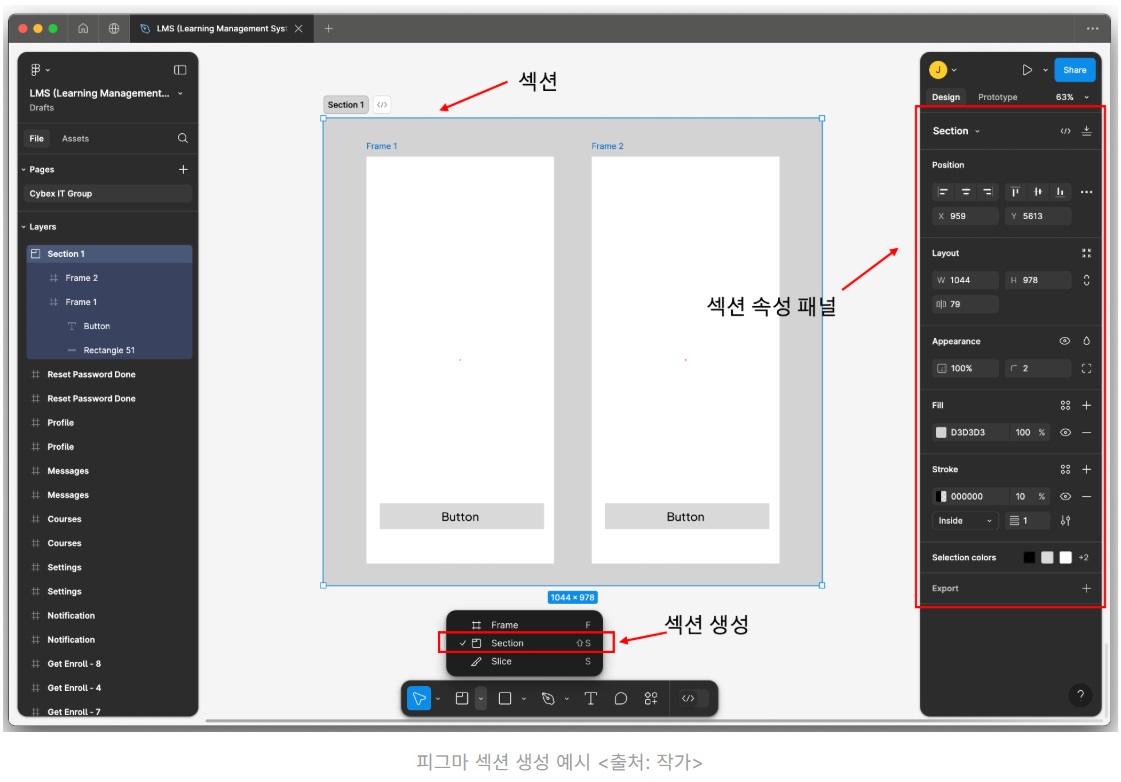 LMS (Learning Management Syst
LMS (Learning Management...
Drafts
File Assets
Pages
Cybex IT Group
Layers
Section 1
Frame 2
Frame 1
Button
Rectangle 51
Reset Password Done
Reset Password Done
Profile
Profile
Messages
Messages
Courses
Courses
Settings
Settings
Notification
Notification
Get Enroll - 8
Get Enroll - 4
Get Enroll - 7
섹션
Section 1 </>
Frame 1 Frame 2
섹션 속성 패널
Button Button
1044 × 978
섹션 생성
Frame F
Section ⇧ S
Slice S
</>
J Share
Design Prototype 63%
Section </>
Position
X 959 Y 5613
Layout
W 1044 H 978
79
Appearance
100% 2
Fill
D3D3D3 100 %
Stroke
000000 10 %
Inside 1
Selection colors +2
Export
?
피그마 섹션 생성 예시 <출처: 작가>